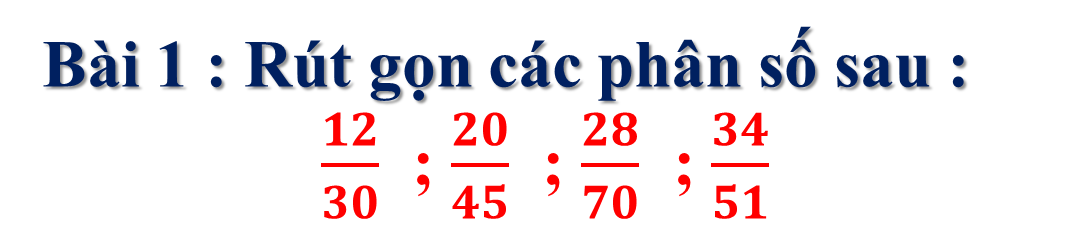 Bài 1 : Rút gọn các phân số sau :
12/30 ; 20/45 ; 28/70 ; 34/51